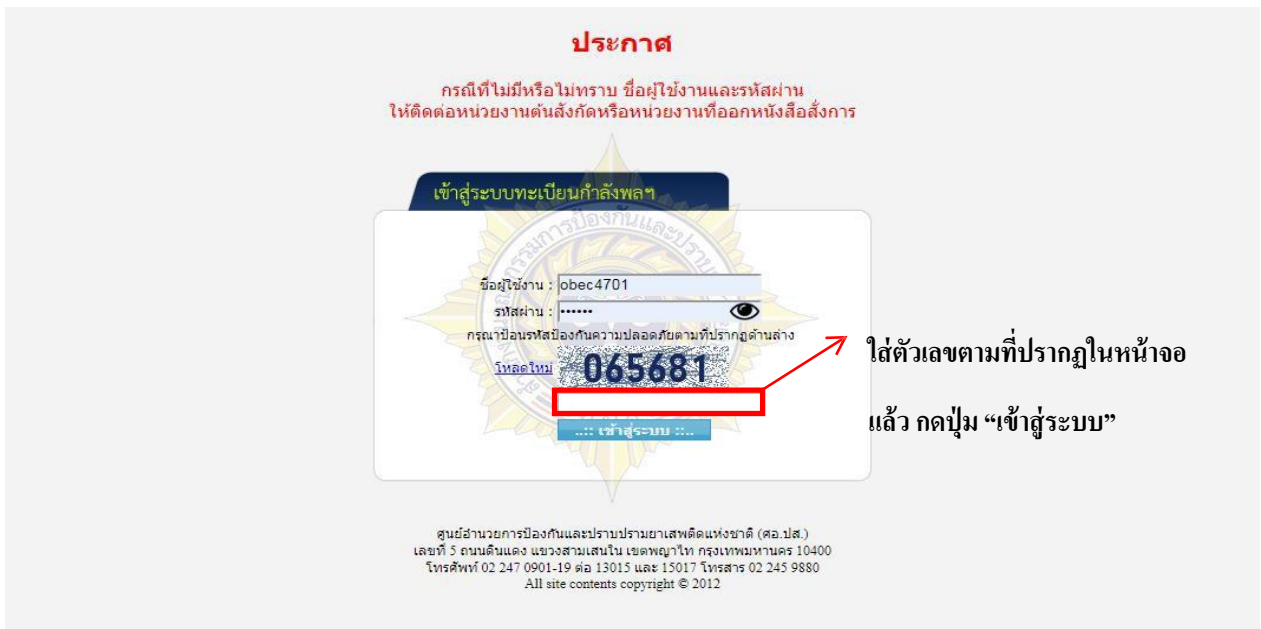 ประกาศ
กรณีที่ไม่มีหรือไม่ทราบ ชื่อผู้ใช้งานและรหัสผ่าน
ให้ติดต่อหน่วยงานต้นสังกัดหรือหน่วยงานที่ออกหนังสือสั่งการ
เข้าสู่ระบบทะเบียนกำลังพลฯ
ชื่อผู้ใช้งาน : obec4701
รหัสผ่าน : ••••••
กรุณาป้อนรหัสป้องกันความปลอดภัยตามที่ปรากฏด้านล่าง
โหลดใหม่ 065681
ใส่ตัวเลขตามที่ปรากฏในหน้าจอ
แล้ว กดปุ่ม “เข้าสู่ระบบ”
..:: เข้าสู่ระบบ ::..
ศูนย์อำนวยการป้องกันและปราบปรามยาเสพติดแห่งชาติ (ศอ.ปส.)
เลขที่ 5 ถนนดินแดง แขวงสามเสนใน เขตพญาไท กรุงเทพมหานคร 10400
โทรศัพท์ 02 247 0901-19 ต่อ 13015 และ 15017 โทรสาร 02 245 9880
All site contents copyright © 2012